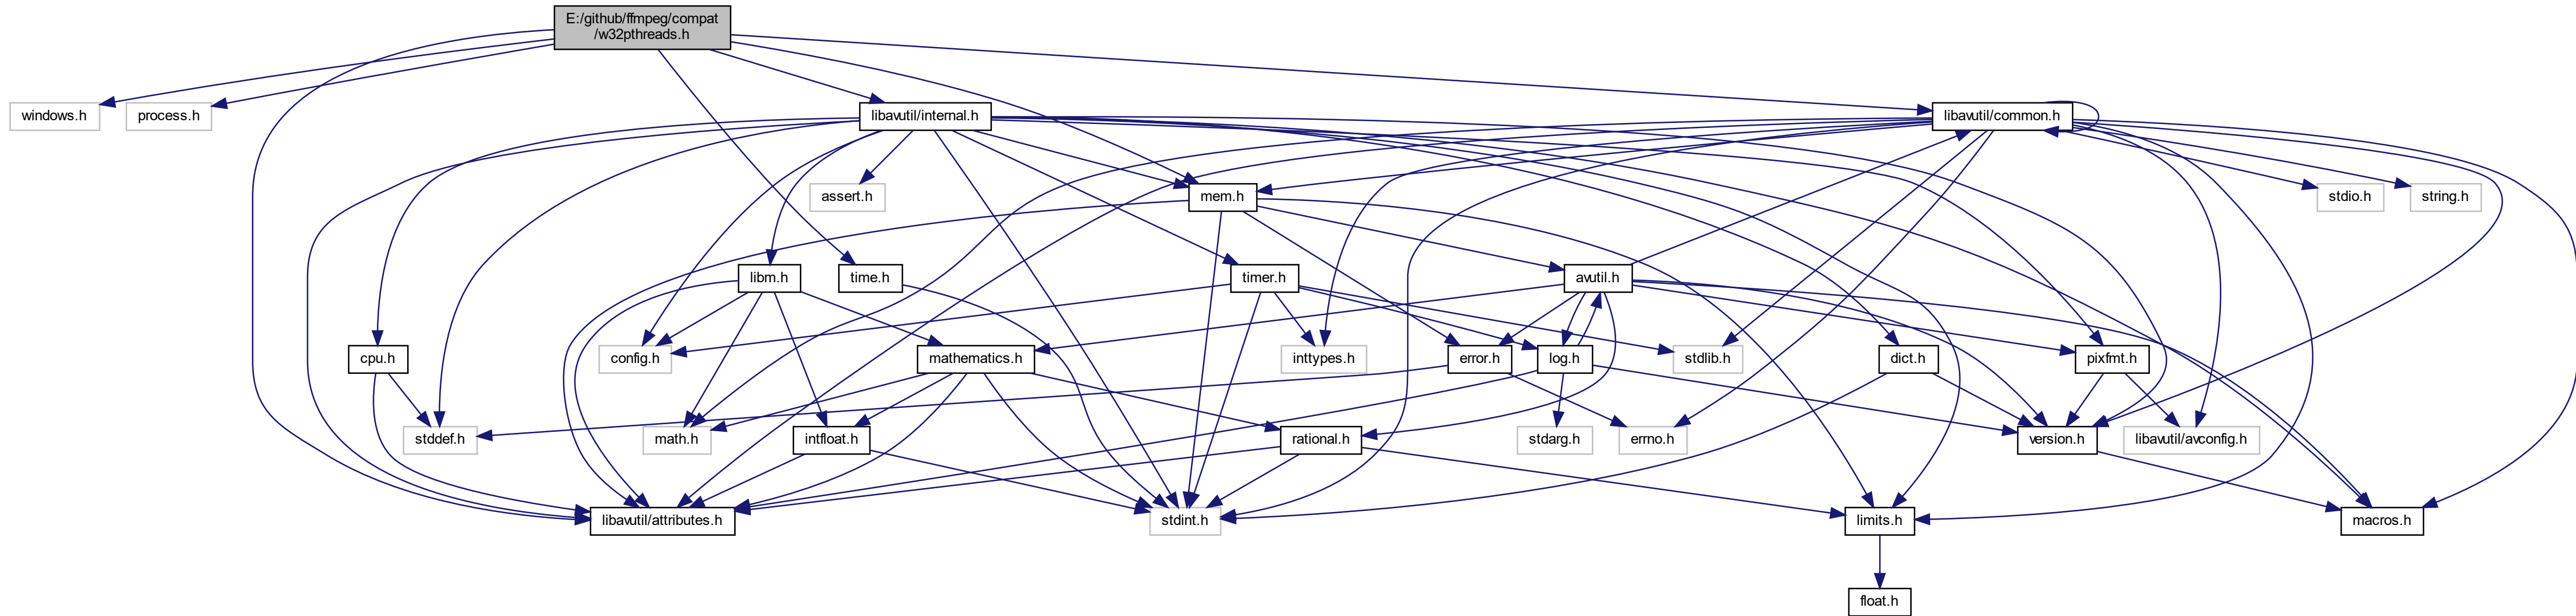 E:/github/ffmpeg/compat
/w32pthreads.h
windows.h
process.h
libavutil/internal.h
libavutil/common.h
assert.h
mem.h
stdio.h
string.h
libm.h
time.h
timer.h
avutil.h
cpu.h
config.h
mathematics.h
inttypes.h
error.h
log.h
stdlib.h
dict.h
pixfmt.h
stddef.h
math.h
intfloat.h
rational.h
stdarg.h
errno.h
version.h
libavutil/avconfig.h
libavutil/attributes.h
stdint.h
limits.h
macros.h
float.h